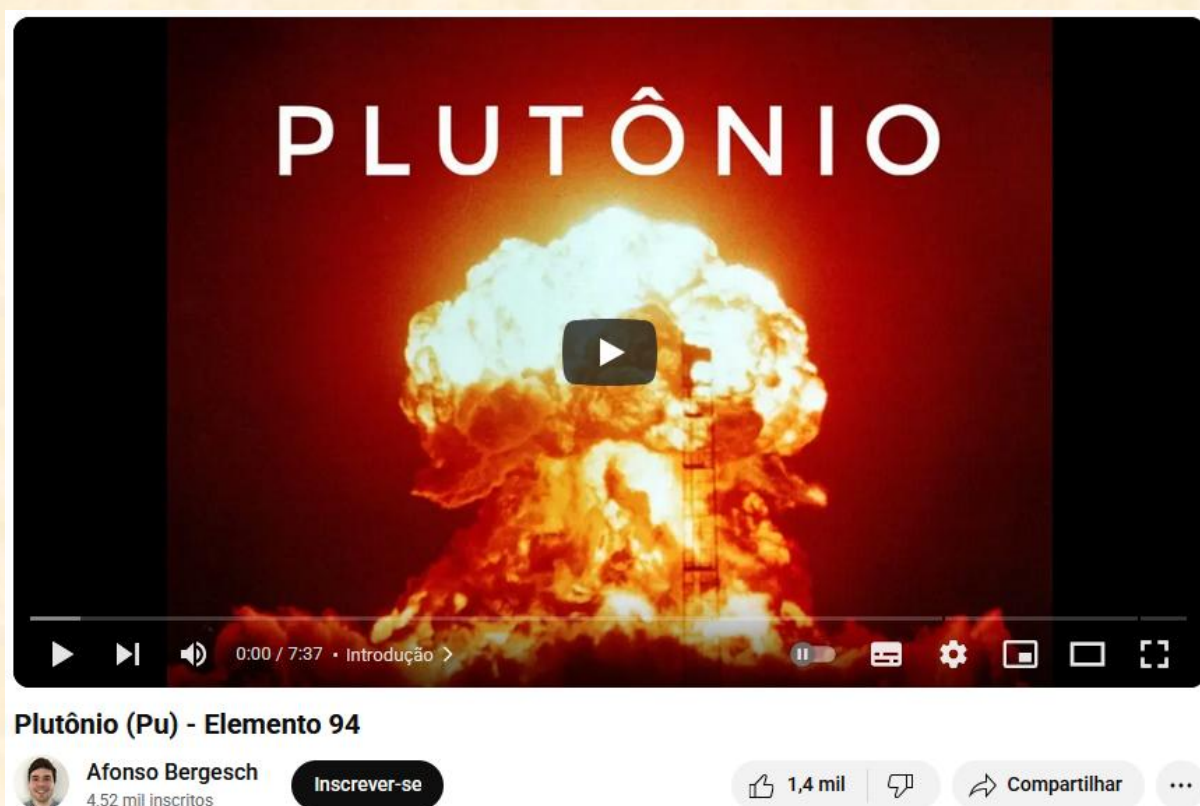 PLUTÔNIO
0:00 / 7:37 • Introdução >
Plutônio (Pu) - Elemento 94
Afonso Bergesch
4,52 mil inscritos
Inscrever-se
1,4 mil
Compartilhar